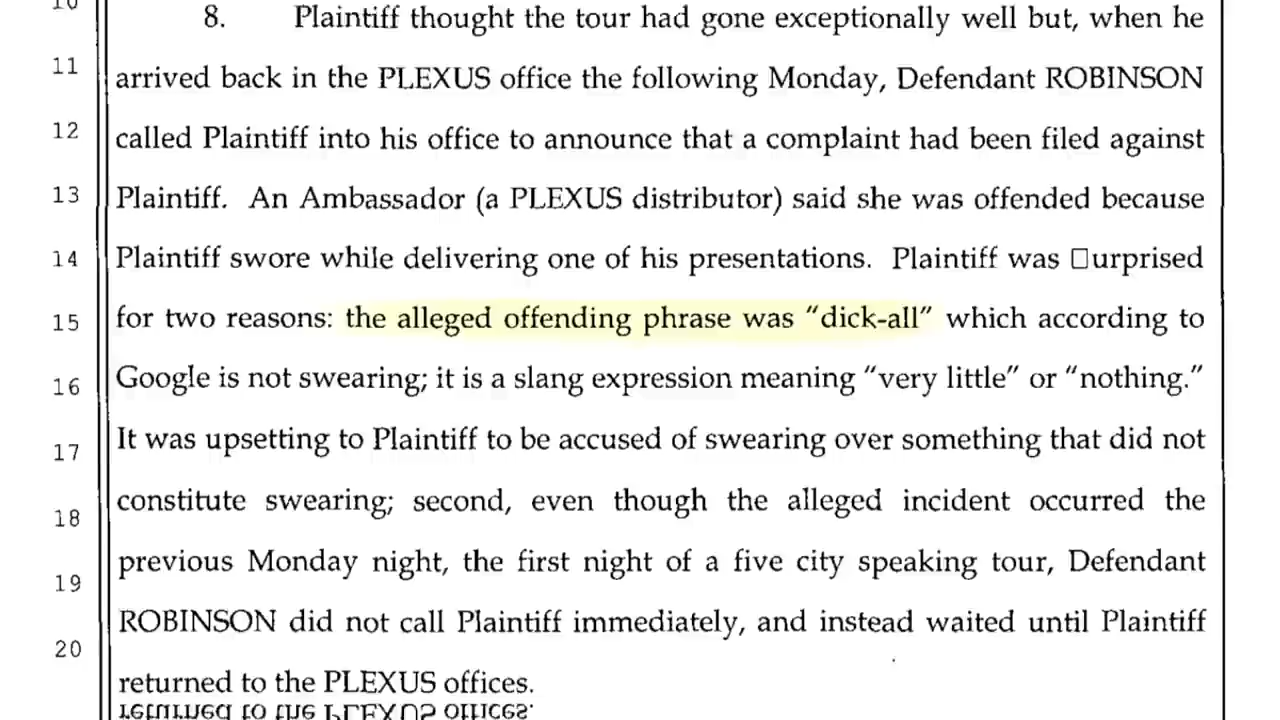 8. Plaintiff thought the tour had gone exceptionally well but, when he
11 arrived back in the PLEXUS office the following Monday, Defendant ROBINSON
12 called Plaintiff into his office to announce that a complaint had been filed against
13 Plaintiff. An Ambassador (a PLEXUS distributor) said she was offended because
14 Plaintiff swore while delivering one of his presentations. Plaintiff was □urprised
15 for two reasons: the alleged offending phrase was "dick-all" which according to
16 Google is not swearing; it is a slang expression meaning "very little" or "nothing."
17 It was upsetting to Plaintiff to be accused of swearing over something that did not
18 constitute swearing; second, even though the alleged incident occurred the
19 previous Monday night, the first night of a five city speaking tour, Defendant
20 ROBINSON did not call Plaintiff immediately, and instead waited until Plaintiff
returned to the PLEXUS offices.